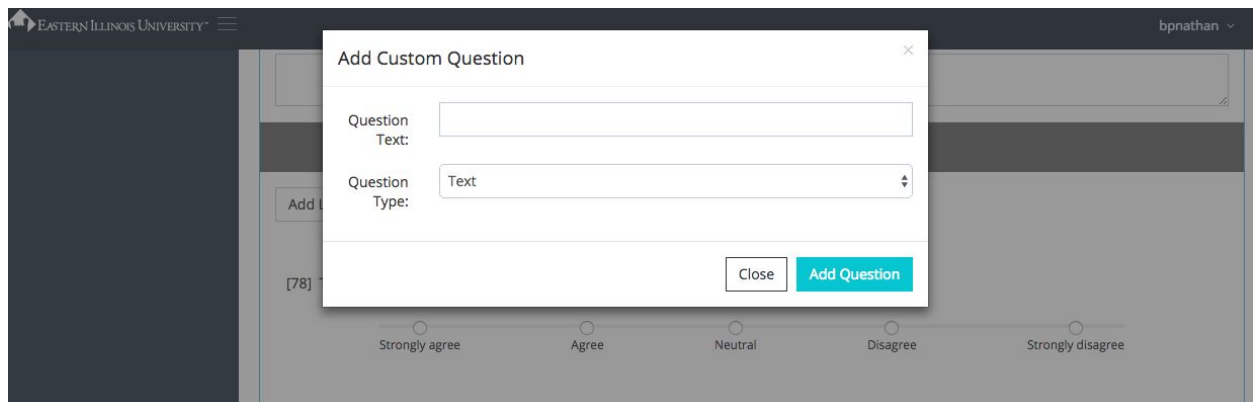 EASTERN ILLINOIS UNIVERSITY™
bpnathan
Add Custom Question
×
Question
Text:
Question
Type:
Text
Add
Close
Add Question
[78]
Strongly agree
Agree
Neutral
Disagree
Strongly disagree